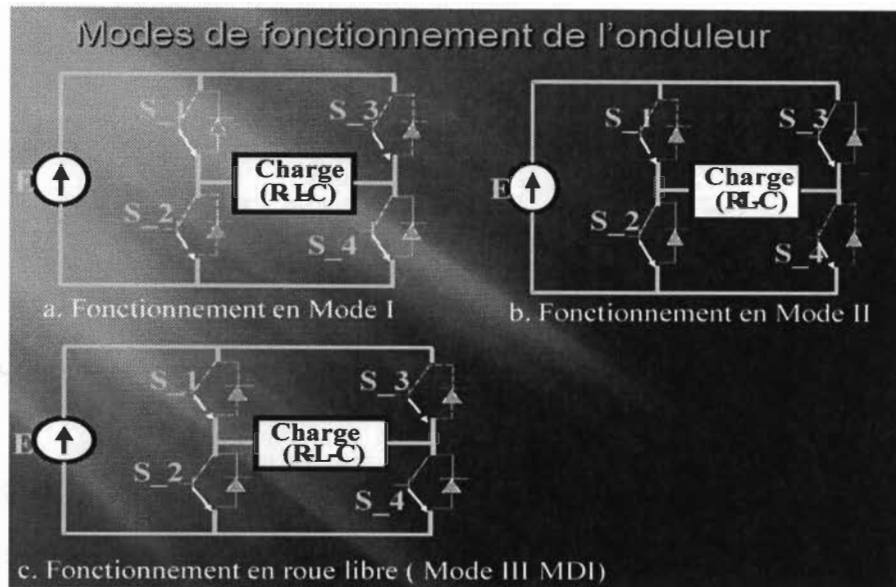 Modes de fonctionnement de l'onduleur
S_1
S_3
E
Charge
(R-L-C)
S_2
S_4
a. Fonctionnement en Mode I
S_1
S_3
E
Charge
(R-L-C)
S_2
S_4
b. Fonctionnement en Mode II
S_1
S_3
E
Charge
(R-L-C)
S_2
S_4
c. Fonctionnement en roue libre ( Mode III MDI)